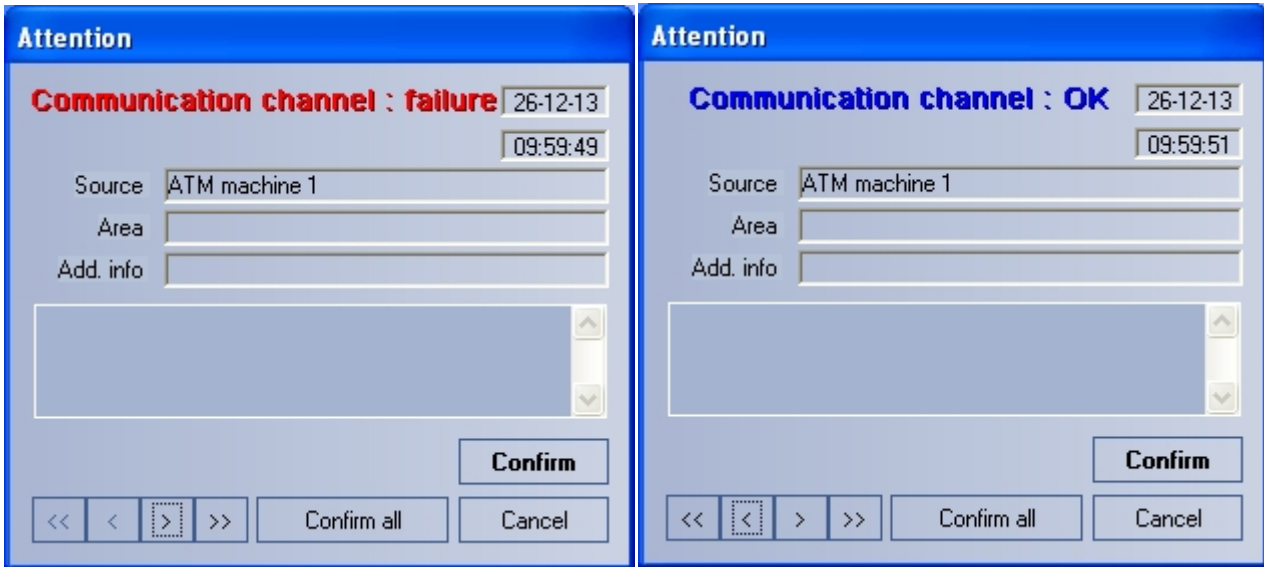 Attention
Communication channel : failure 26-12-13
09:59:49
Source ATM machine 1
Area
Add. info
Confirm
<< < > >> Confirm all Cancel
Attention
Communication channel : OK 26-12-13
09:59:51
Source ATM machine 1
Area
Add. info
Confirm
<< < > >> Confirm all Cancel